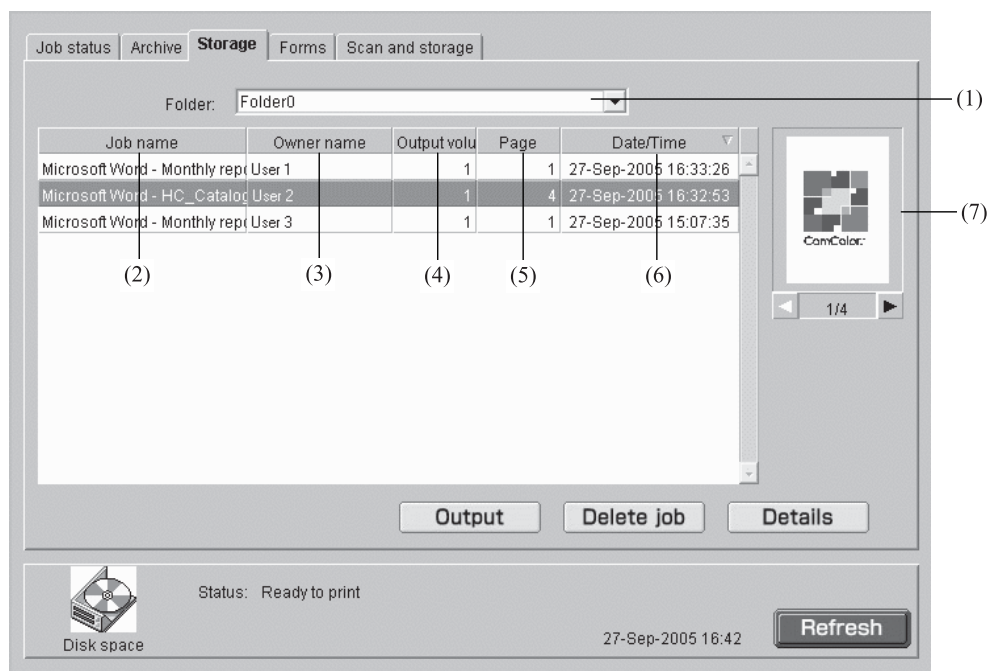 Job status Archive Storage Forms Scan and storage
Folder: Folder0 (1)
Job name Owner name Output volu Page Date/Time
Microsoft Word - Monthly repo User 1 1 1 27-Sep-2005 16:33:26
Microsoft Word - HC_Catalog User 2 1 4 27-Sep-2005 16:32:53
Microsoft Word - Monthly repo User 3 1 1 27-Sep-2005 15:07:35
ComColor
(7)
(2) (3) (4) (5) (6)
1/4
Output Delete job Details
Status: Ready to print
Disk space
27-Sep-2005 16:42
Refresh